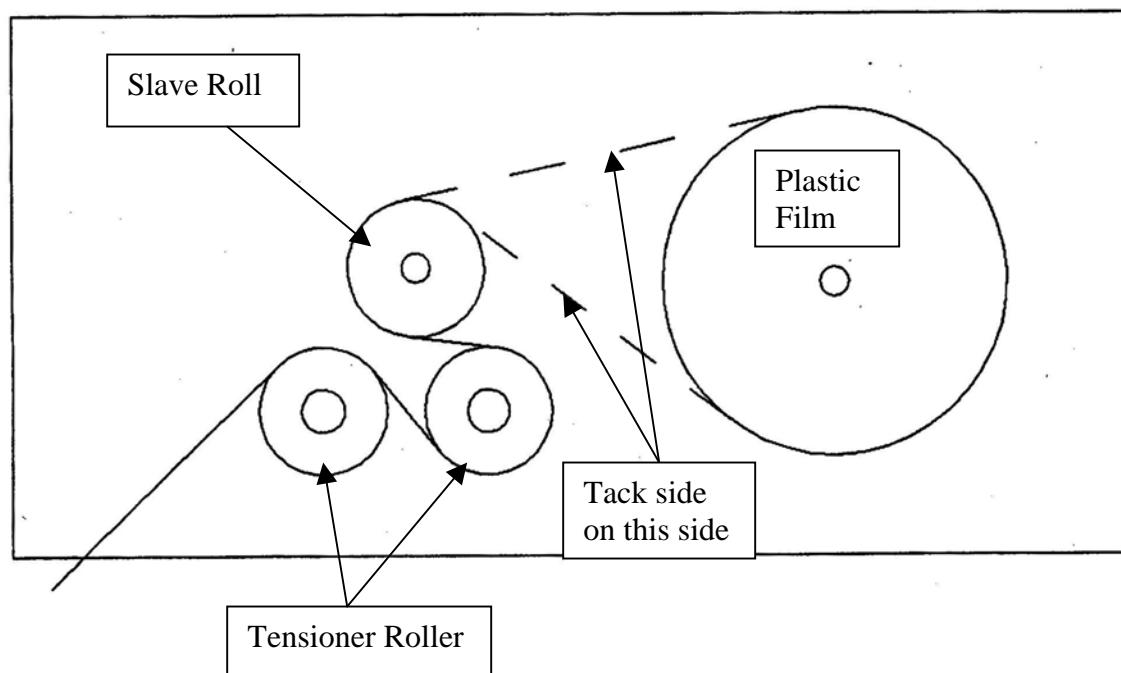 Slave Roll
Plastic
Film
Tack side
on this side
Tensioner Roller